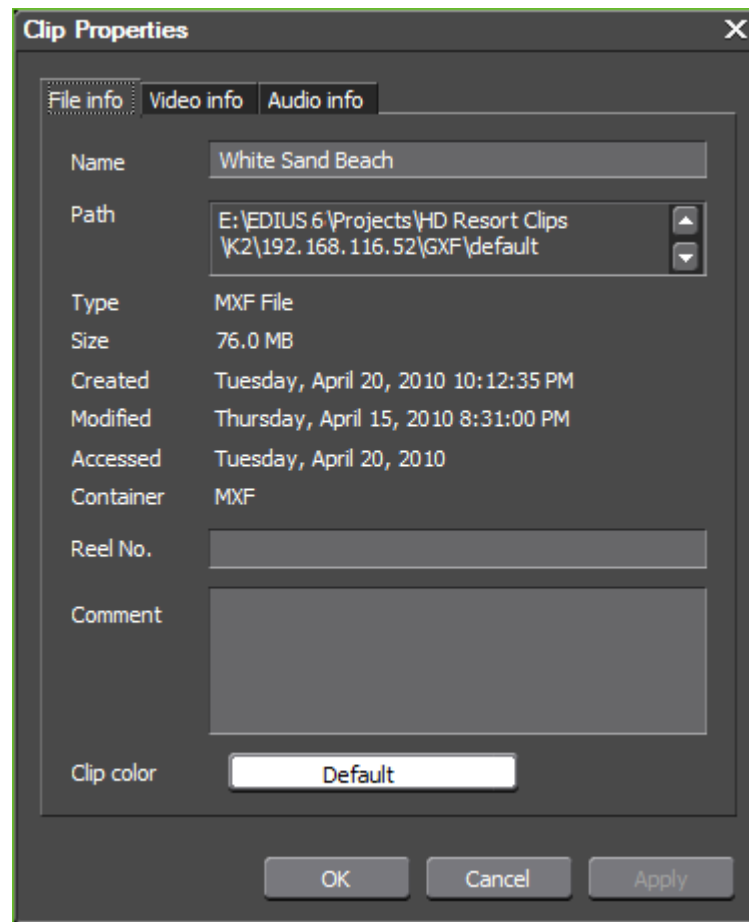 Clip Properties
File info Video info Audio info
Name White Sand Beach
Path E:\EDIUS 6\Projects\HD Resort Clips
\K2\192.168.116.52\GXF\default
Type MXF File
Size 76.0 MB
Created Tuesday, April 20, 2010 10:12:35 PM
Modified Thursday, April 15, 2010 8:31:00 PM
Accessed Tuesday, April 20, 2010
Container MXF
Reel No.
Comment
Clip color Default
OK Cancel Apply